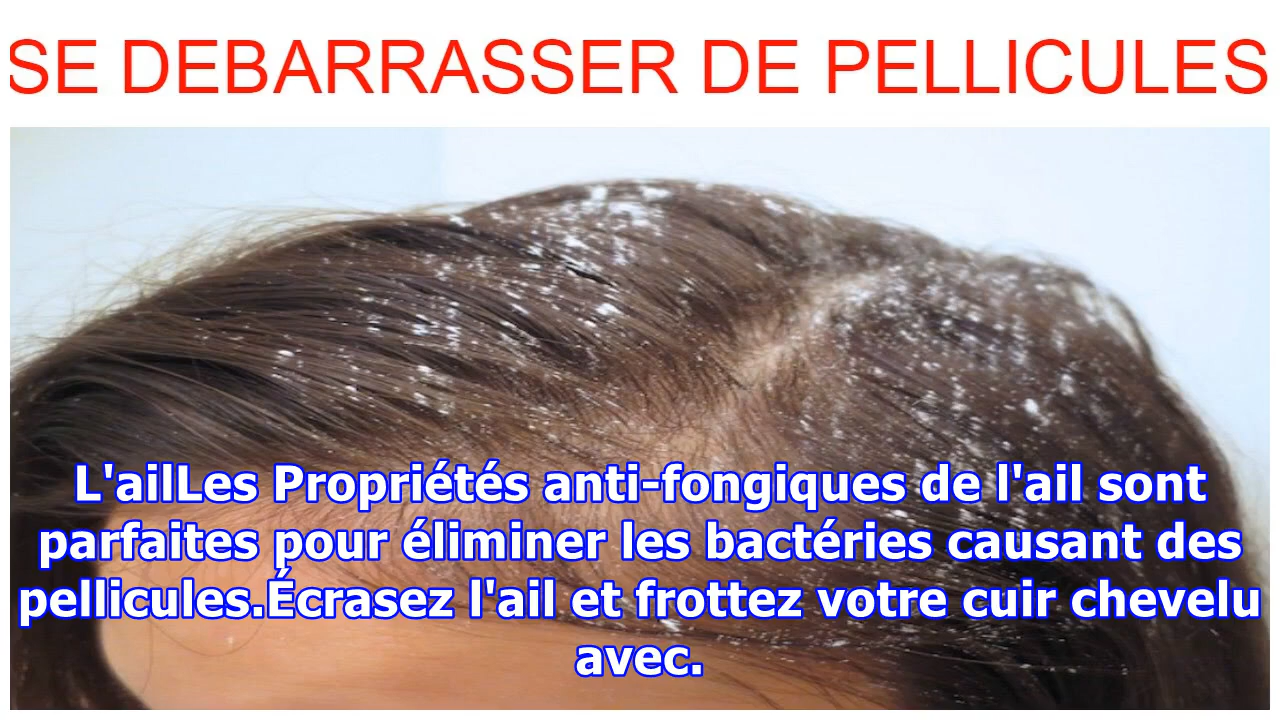 SE DEBARRASSER DE PELLICULES
L'ailLes Propriétés anti-fongiques de l'ail sont
parfaites pour éliminer les bactéries causant des
pellicules.Écrasez l'ail et frottez votre cuir chevelu
avec.